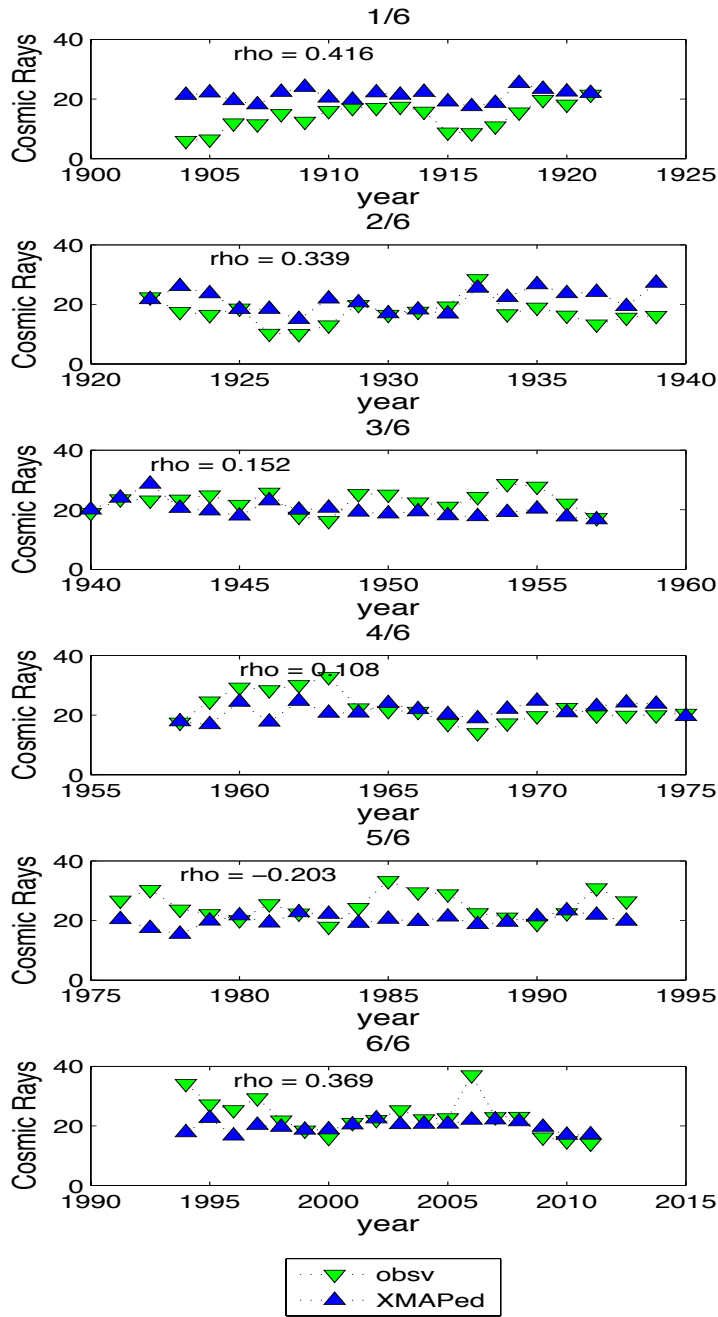 1/6
rho = 0.416
Cosmic Rays
40
20
0
1900 1905 1910 1915 1920 1925
year
2/6
rho = 0.339
Cosmic Rays
40
20
0
1920 1925 1930 1935 1940
year
3/6
rho = 0.152
Cosmic Rays
40
20
0
1940 1945 1950 1955 1960
year
4/6
rho = 0.108
Cosmic Rays
40
20
0
1955 1960 1965 1970 1975
year
5/6
rho = −0.203
Cosmic Rays
40
20
0
1975 1980 1985 1990 1995
year
6/6
rho = 0.369
Cosmic Rays
40
20
0
1990 1995 2000 2005 2010 2015
year
obsv
XMAPed